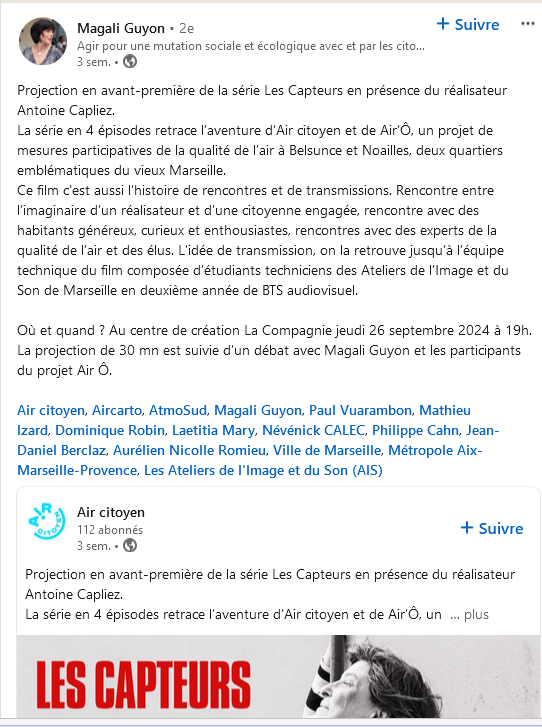 Magali Guyon • 2e
+ Suivre
Agir pour une mutation sociale et écologique avec et par les cito...
3 sem. •
Projection en avant-première de la série Les Capteurs en présence du réalisateur
Antoine Capliez.
La série en 4 épisodes retrace l’aventure d’Air citoyen et de Air’Ô, un projet de
mesures participatives de la qualité de l’air à Belsunce et Noailles, deux quartiers
emblématiques du vieux Marseille.
Ce film c’est aussi l’histoire de rencontres et de transmissions. Rencontre entre
l’imaginaire d’un réalisateur et d’une citoyenne engagée, rencontre avec des
habitants généreux, curieux et enthousiastes, rencontres avec des experts de la
qualité de l’air et des élus. L’idée de transmission, on la retrouve jusqu’à l’équipe
technique du film composée d’étudiants techniciens des Ateliers de l’Image et du
Son de Marseille en deuxième année de BTS audiovisuel.
Où et quand ? Au centre de création La Compagnie jeudi 26 septembre 2024 à 19h.
La projection de 30 mn est suivie d’un débat avec Magali Guyon et les participants
du projet Air Ô.
Air citoyen, Aircarto, AtmoSud, Magali Guyon, Paul Vuarambon, Mathieu
Izard, Dominique Robin, Laetitia Mary, Névénick CALEC, Philippe Cahn, Jean-
Daniel Berclaz, Aurélien Nicolle Romieu, Ville de Marseille, Métropole Aix-
Marseille-Provence, Les Ateliers de l'Image et du Son (AIS)
AIR CITOYEN
Air citoyen
112 abonnés
+ Suivre
3 sem. •
Projection en avant-première de la série Les Capteurs en présence du réalisateur
Antoine Capliez.
La série en 4 épisodes retrace l’aventure d’Air citoyen et de Air’Ô, un ... plus
LES CAPTEURS